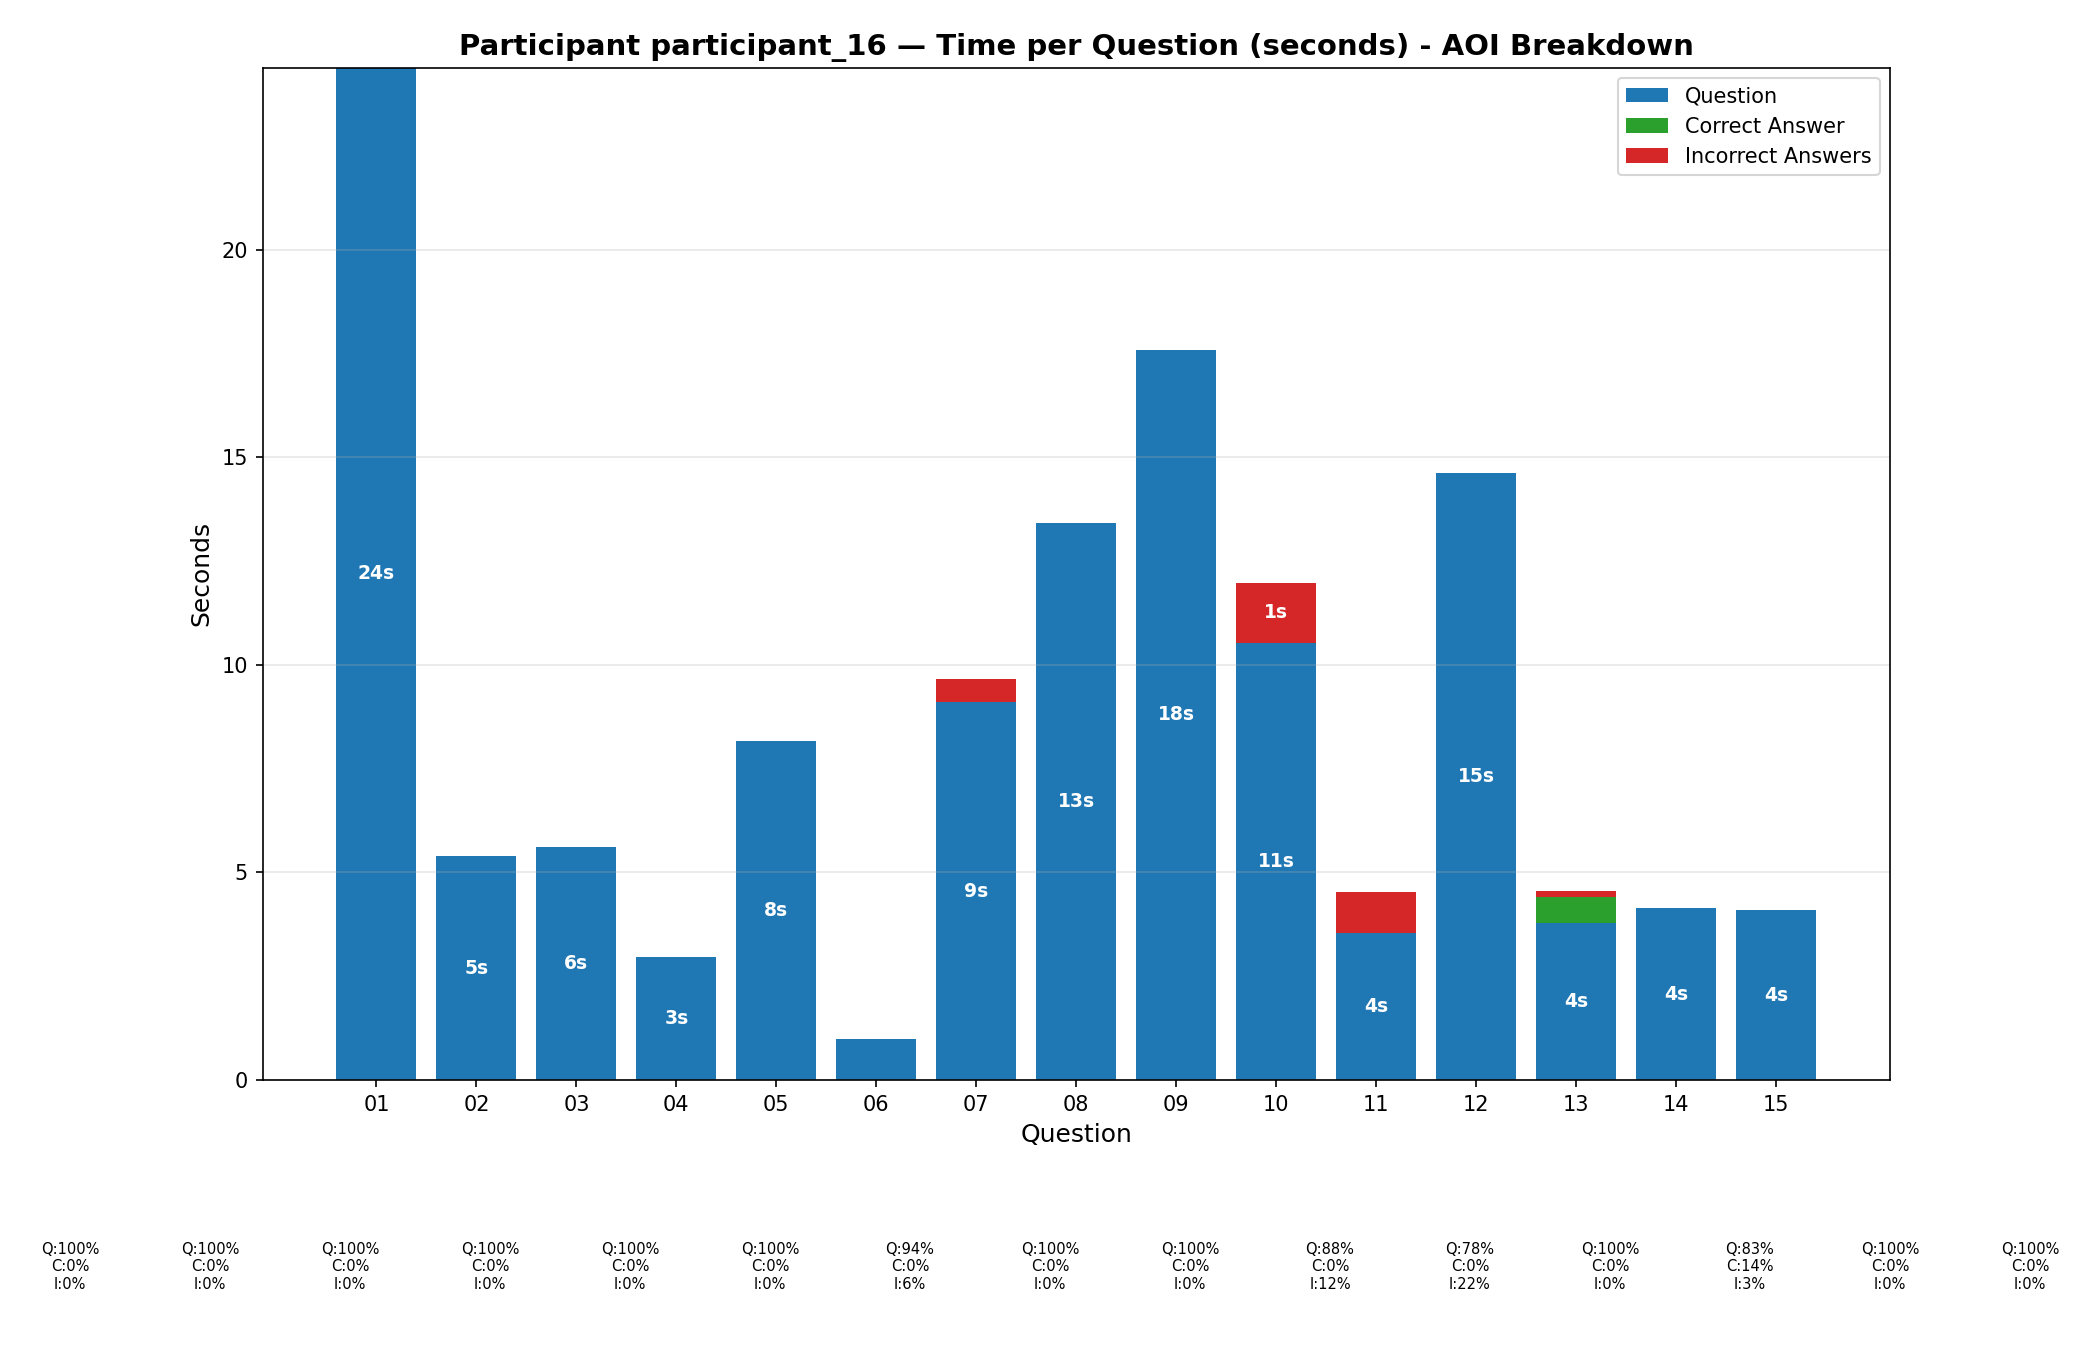 Participant participant_16 — Time per Question (seconds) - AOI Breakdown
Question
Correct Answer
Incorrect Answers
20
15
10
5
0
Seconds
24s
5s
6s
3s
8s
9s
13s
18s
1s
11s
4s
15s
4s
4s
4s
01 02 03 04 05 06 07 08 09 10 11 12 13 14 15
Question
Q:100% Q:100% Q:100% Q:100% Q:100% Q:100% Q:94% Q:100% Q:100% Q:88% Q:78% Q:100% Q:83% Q:100% Q:100%
C:0% C:0% C:0% C:0% C:0% C:0% C:0% C:0% C:0% C:0% C:0% C:0% C:14% C:0% C:0%
I:0% I:0% I:0% I:0% I:0% I:0% I:6% I:0% I:0% I:12% I:22% I:0% I:3% I:0% I:0%